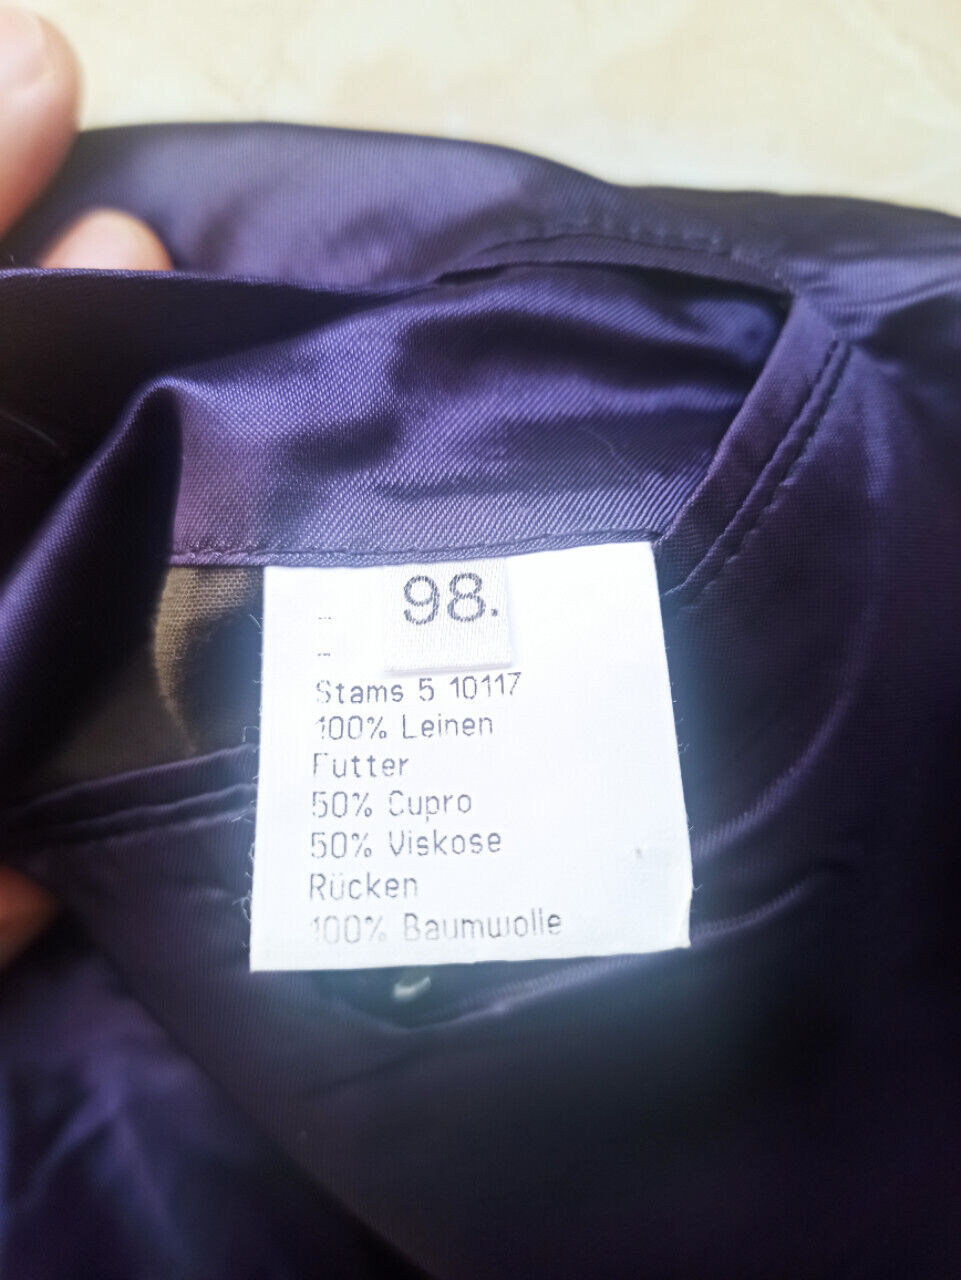 98.
Stams 5 10117
100% Leinen
Futter
50% Cupro
50% Viskose
Rücken
100% Baumwolle